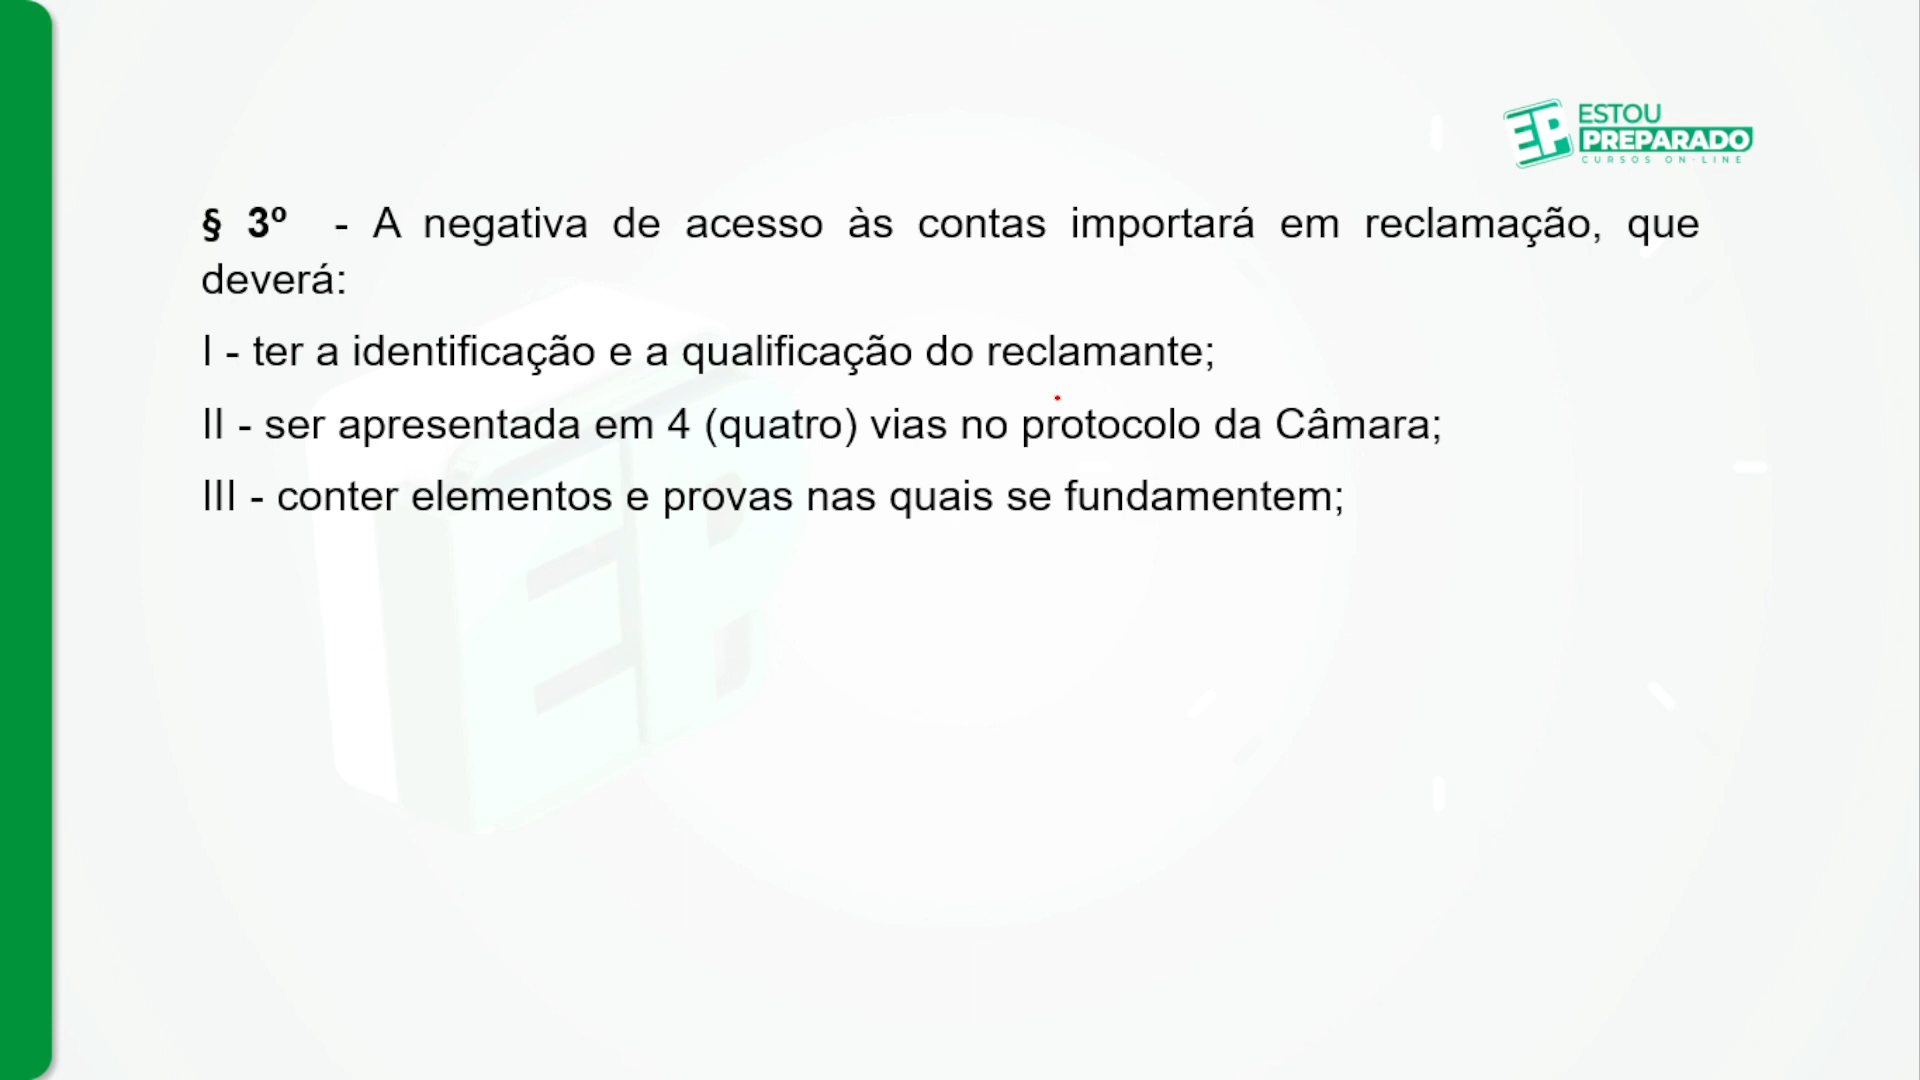 ESTOU
EP PREPARADO
CURSOS ON-LINE
§ 3º - A negativa de acesso às contas importará em reclamação, que
deverá:
I - ter a identificação e a qualificação do reclamante;
II - ser apresentada em 4 (quatro) vias no protocolo da Câmara;
III - conter elementos e provas nas quais se fundamentem;
EP